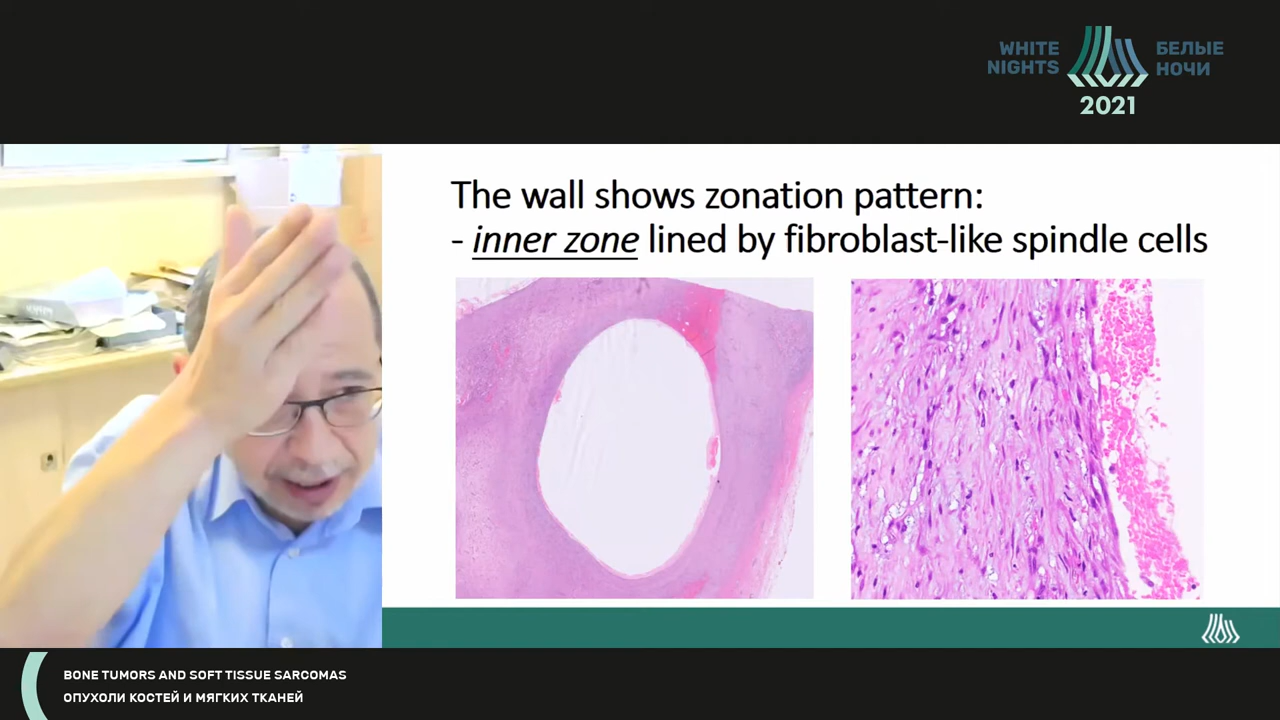 WHITE
NIGHTS
БЕЛЫЕ
НОЧИ
2021
The wall shows zonation pattern:
- inner zone lined by fibroblast-like spindle cells
BONE TUMORS AND SOFT TISSUE SARCOMAS
ОПУХОЛИ КОСТЕЙ И МЯГКИХ ТКАНЕЙ